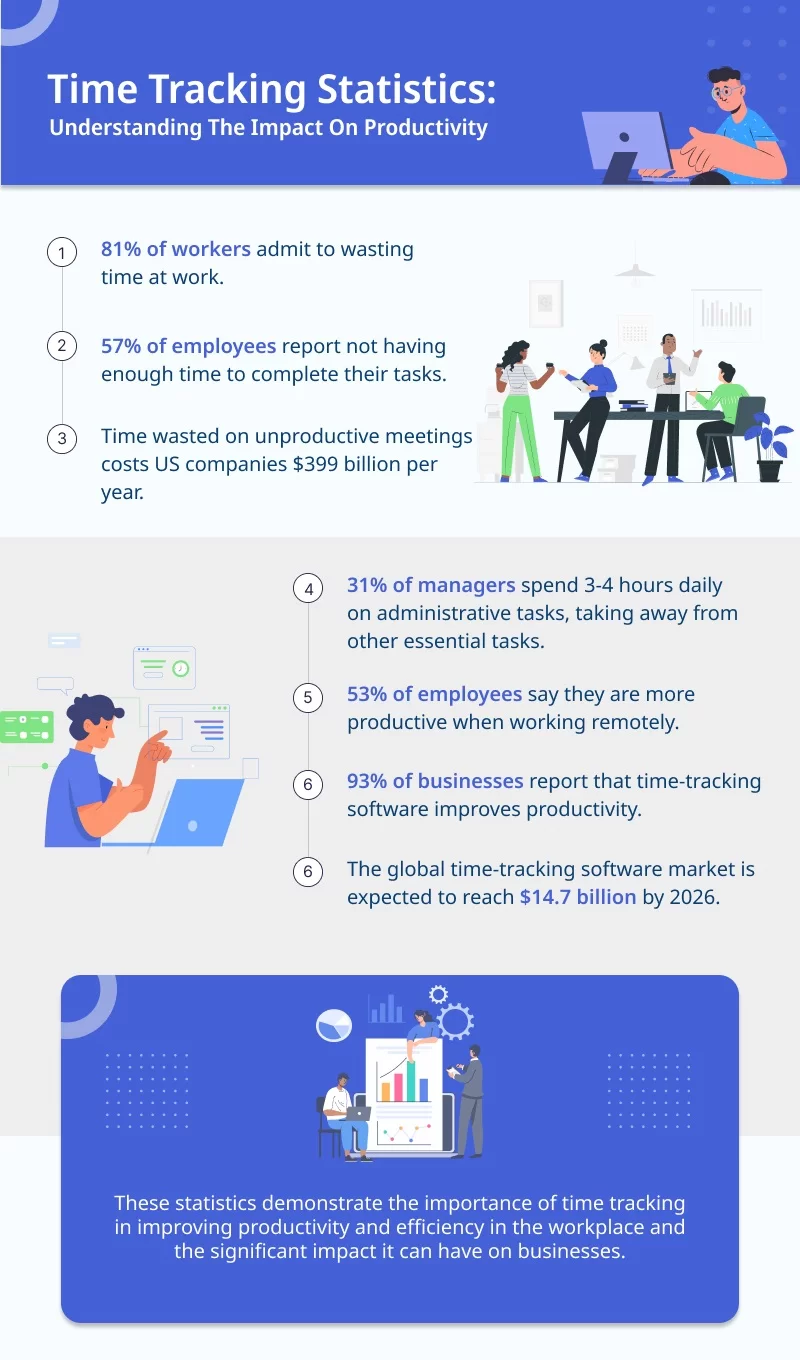 Time Tracking Statistics:
Understanding The Impact On Productivity
1
81% of workers admit to wasting
time at work.
2
57% of employees report not having
enough time to complete their tasks.
3
Time wasted on unproductive meetings
costs US companies $399 billion per
year.
4
31% of managers spend 3-4 hours daily
on administrative tasks, taking away from
other essential tasks.
5
53% of employees say they are more
productive when working remotely.
6
93% of businesses report that time-tracking
software improves productivity.
6
The global time-tracking software market is
expected to reach $14.7 billion by 2026.
These statistics demonstrate the importance of time tracking
in improving productivity and efficiency in the workplace and
the significant impact it can have on businesses.